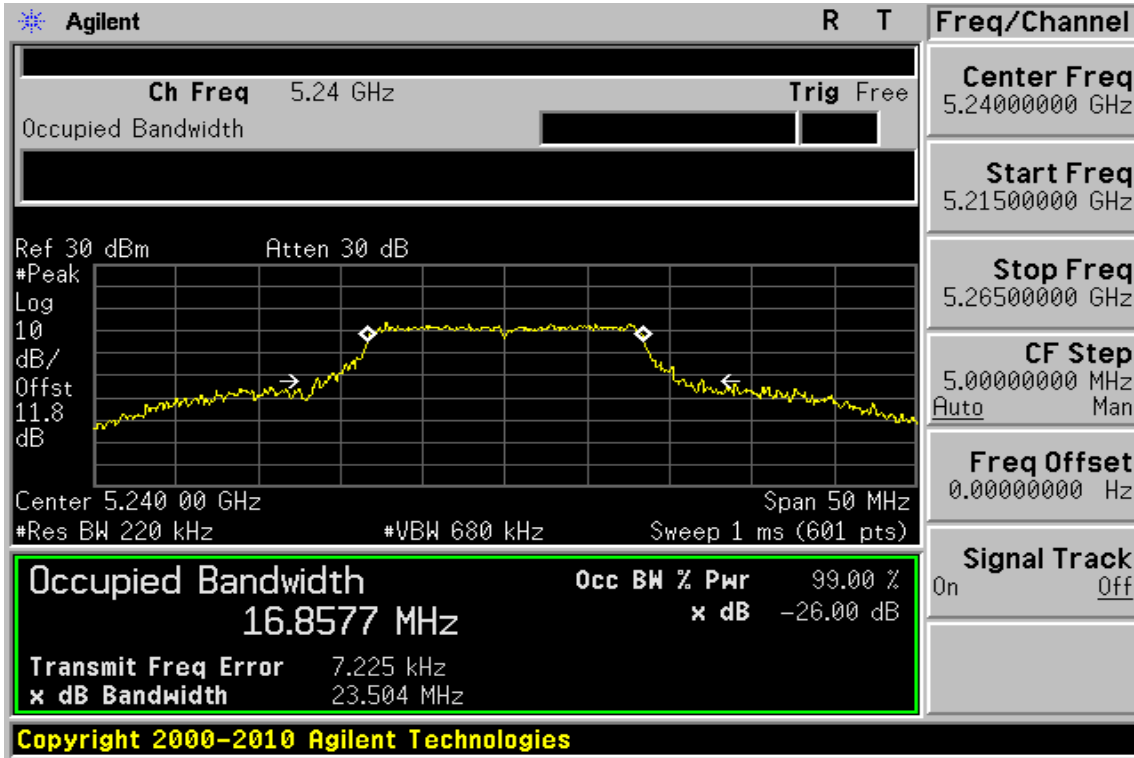 Agilent R T
Ch Freq 5.24 GHz Trig Free
Occupied Bandwidth
Ref 30 dBm Atten 30 dB
#Peak
Log
10
dB/
Offst
11.8
dB
Center 5.240 00 GHz Span 50 MHz
#Res BW 220 kHz #VBW 680 kHz Sweep 1 ms (601 pts)
Occupied Bandwidth Occ BW % Pwr 99.00 %
16.8577 MHz x dB -26.00 dB
Transmit Freq Error 7.225 kHz
x dB Bandwidth 23.504 MHz
Copyright 2000-2010 Agilent Technologies
Freq/Channel
Center Freq
5.24000000 GHz
Start Freq
5.21500000 GHz
Stop Freq
5.26500000 GHz
CF Step
5.00000000 MHz
Auto Man
Freq Offset
0.00000000 Hz
Signal Track
On Off